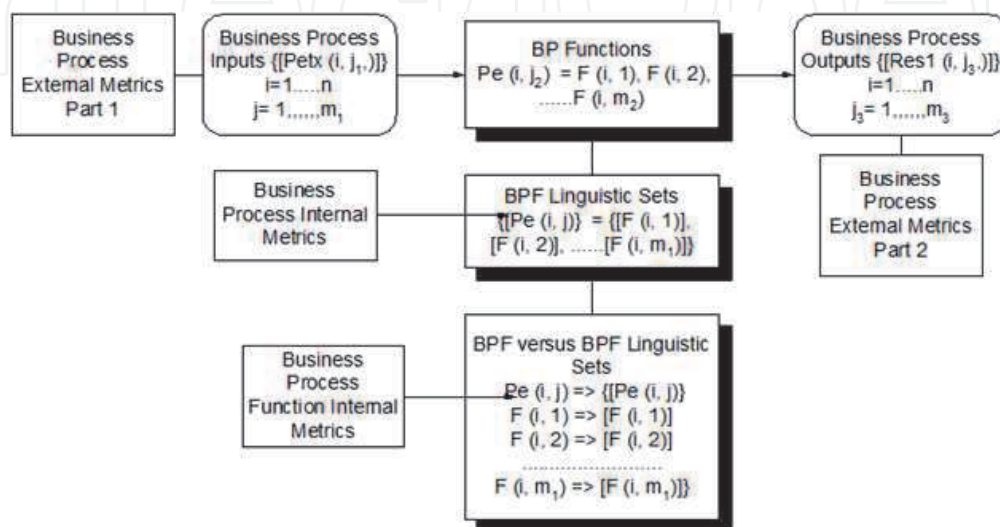 Business
Process
External Metrics
Part 1
Business Process
Inputs {[Petx (i, j₁,)]}
i=1.....n
j= 1,,,,,,m₁
BP Functions
Pe (i, j₂) = F (i, 1), F (i, 2),
......F (i, m₂)
Business Process
Outputs {[Res1 (i, j₃,)]}
i=1.....n
j₃= 1,,,,,,m₃
Business
Process Internal
Metrics
BPF Linguistic Sets
{[Pe (i, j)} = {[F (i, 1)],
[F (i, 2)], ......[F (i, m₁)]}
Business
Process
External Metrics
Part 2
Business
Process
Function Internal
Metrics
BPF versus BPF Linguistic
Sets
Pe (i, j) => {[Pe (i, j)}
F (i, 1) => [F (i, 1)]
F (i, 2) => [F (i, 2)]
.........................
F (i, m₁) => [F (i, m₁)]}